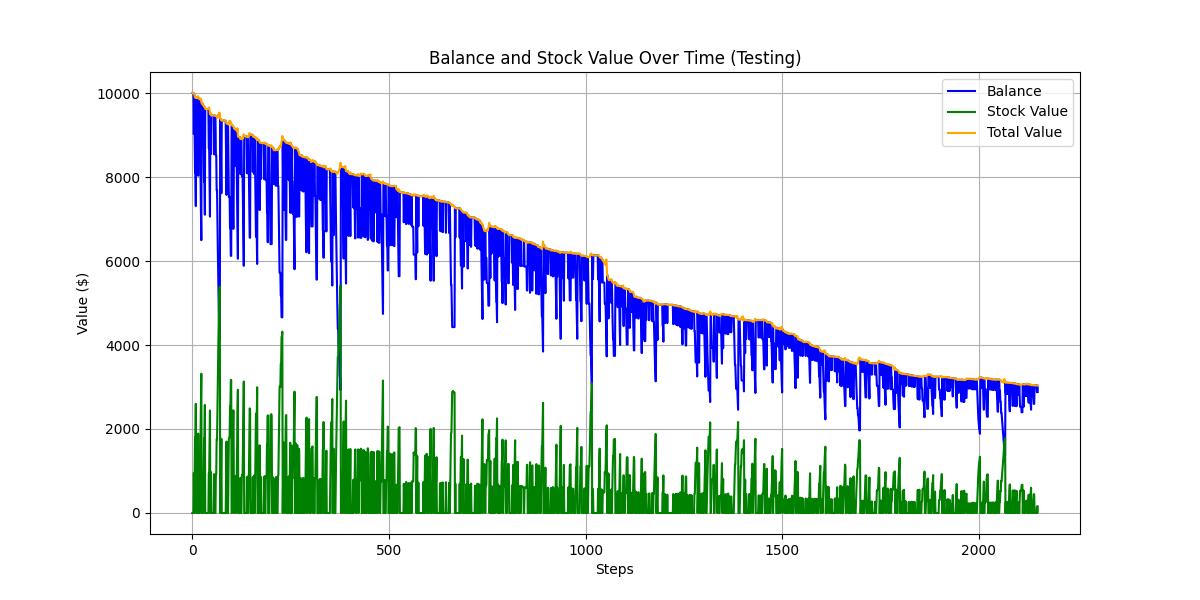 Balance and Stock Value Over Time (Testing)
Balance
Stock Value
Total Value
Value ($)
10000
8000
6000
4000
2000
0
0 500 1000 1500 2000
Steps